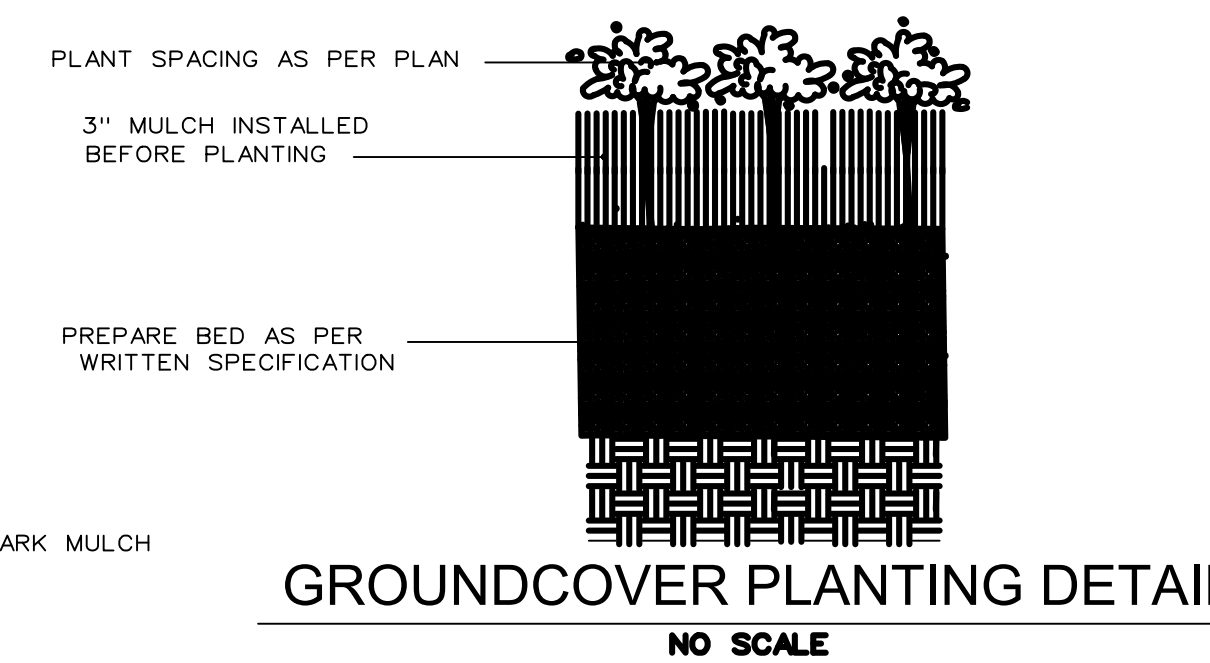 PLANT SPACING AS PER PLAN
3" MULCH INSTALLED
BEFORE PLANTING
PREPARE BED AS PER
WRITTEN SPECIFICATION
ARK MULCH
GROUNDCOVER PLANTING DETAI
NO SCALE